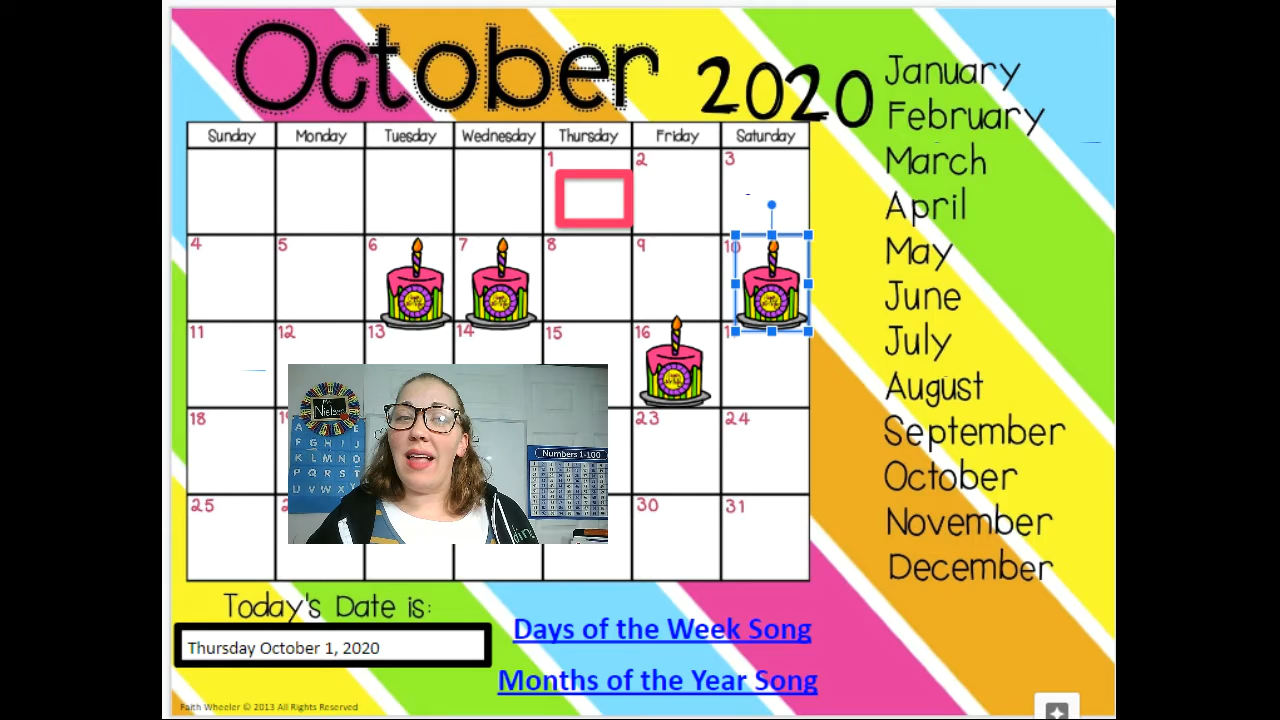 October 2020
Sunday Monday Tuesday Wednesday Thursday Friday Saturday
1 2 3
4 5 6 7 8 9 10
11 12 13 14 15 16
18 23 24
25 30 31
January
February
March
April
May
June
July
August
September
October
November
December
Numbers 1-100
Today's Date is:
Thursday October 1, 2020
Days of the Week Song
Months of the Year Song
Faith Wheeler © 2013 All Rights Reserved